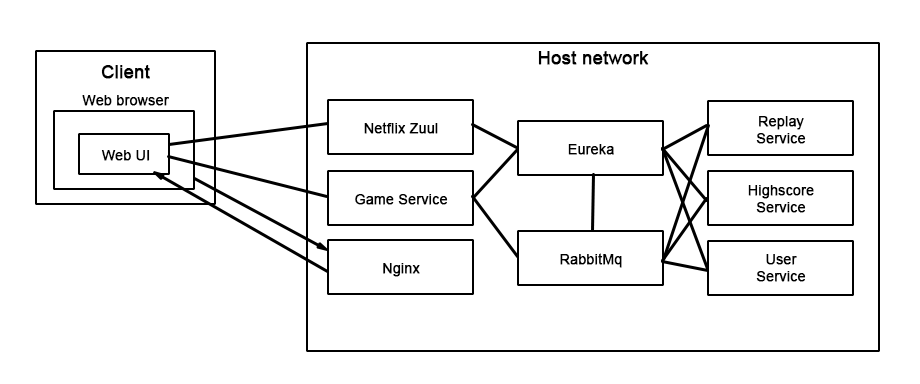 Client
Web browser
Web UI
Host network
Netflix Zuul
Game Service
Nginx
Eureka
RabbitMq
Replay
Service
Highscore
Service
User
Service